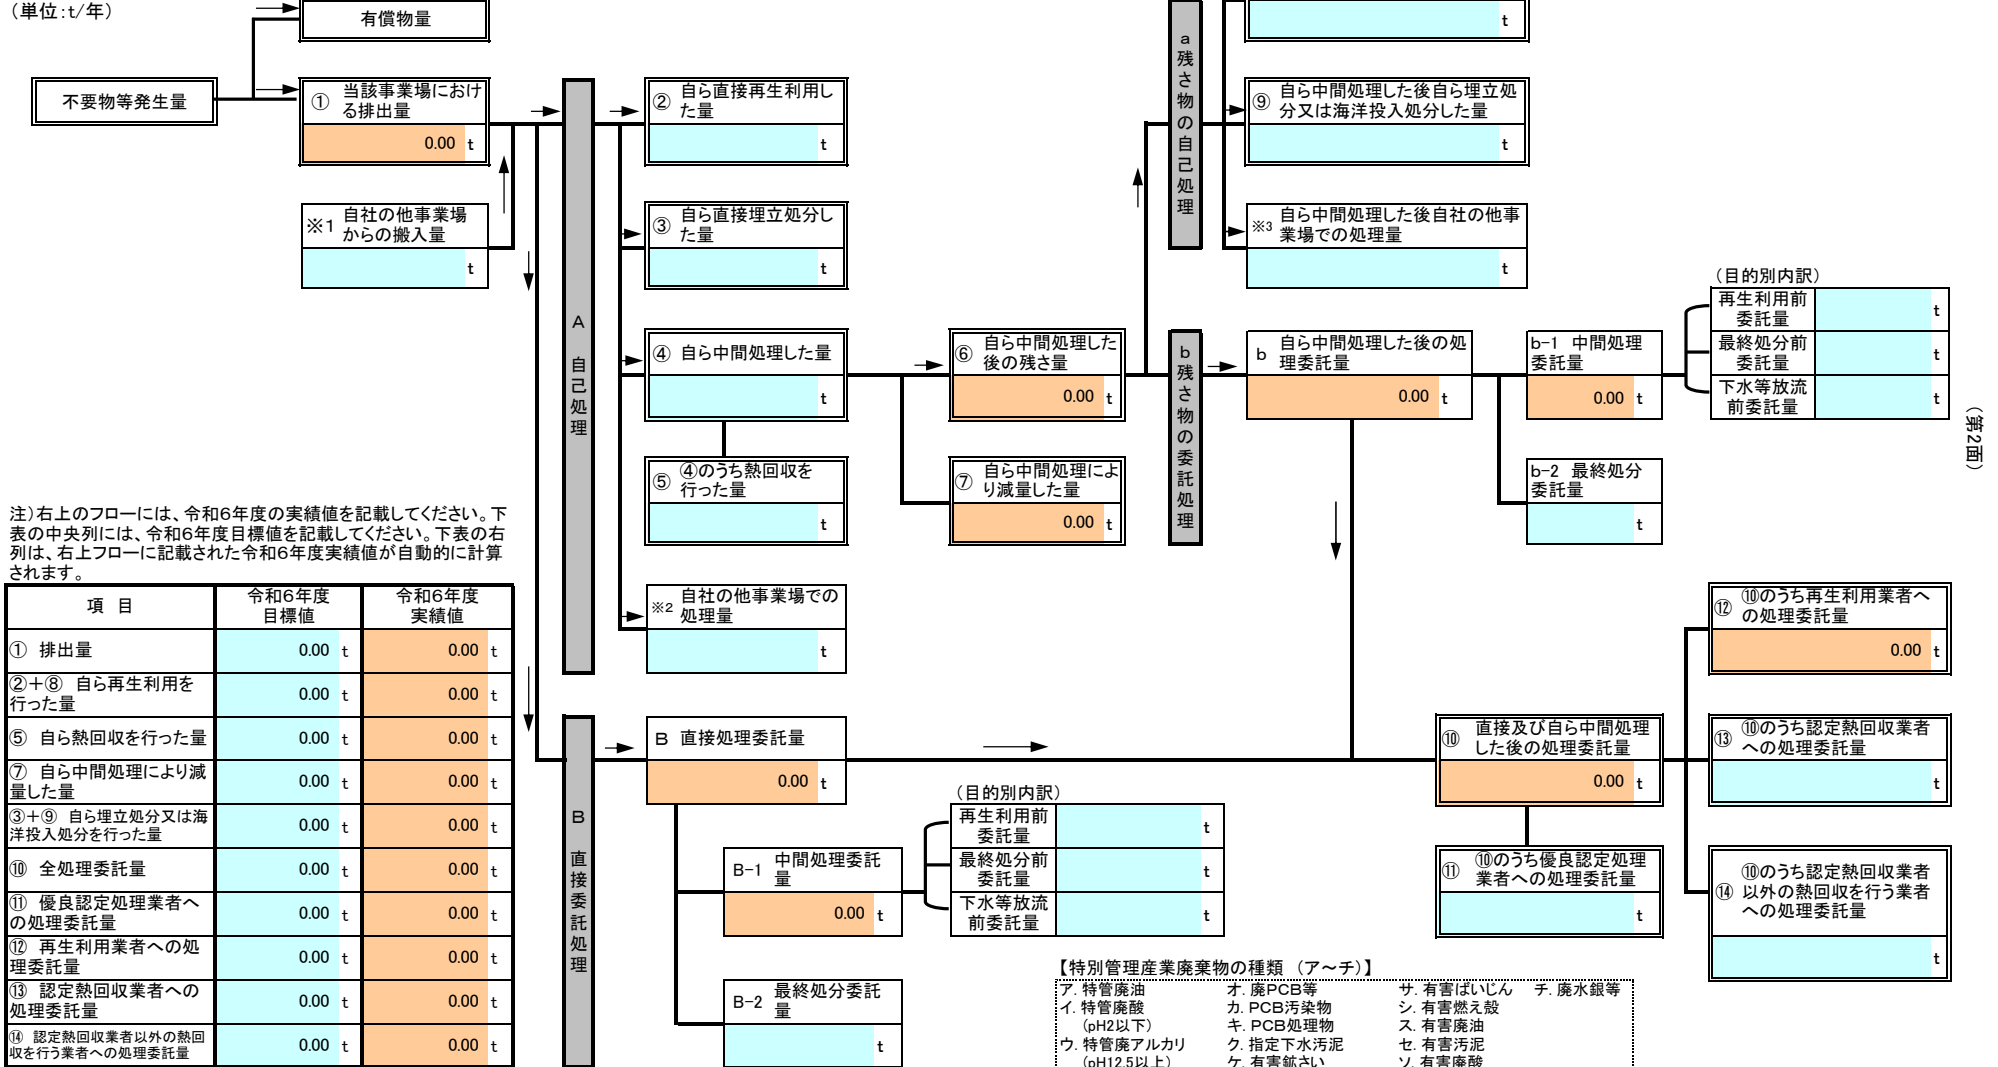 （単位：t/年）
有償物量
不要物等発生量
① 当該事業場におけ
る排出量
0.00 t
※1 自社の他事業場
からの搬入量
t
A 自己処理
② 自ら直接再生利用し
た量
t
③ 自ら直接埋立処分し
た量
t
④ 自ら中間処理した量
t
⑤ ④のうち熱回収を
行った量
t
※2 自社の他事業場での
処理量
t
⑥ 自ら中間処理した
後の残さ量
0.00 t
⑦ 自ら中間処理によ
り減量した量
0.00 t
a 残さ物の自己処理
t
⑨ 自ら中間処理した後自ら埋立処
分又は海洋投入処分した量
t
※3 自ら中間処理した後自社の他事
業場での処理量
t
b 残さ物の委託処理
b 自ら中間処理した後の処
理委託量
0.00 t
b-1 中間処理
委託量
0.00 t
b-2 最終処分
委託量
t
（目的別内訳）
再生利用前
委託量
t
最終処分前
委託量
t
下水等放流
前委託量
t
（第2面）
注）右上のフローには、令和6年度の実績値を記載してください。下
表の中央列には、令和6年度目標値を記載してください。下表の右
列は、右上フローに記載された令和6年度実績値が自動的に計算
されます。
項 目 令和6年度 目標値 令和6年度 実績値
① 排出量 0.00 t 0.00 t
②＋⑧ 自ら再生利用を
行った量 0.00 t 0.00 t
⑤ 自ら熱回収を行った量 0.00 t 0.00 t
⑦ 自ら中間処理により減
量した量 0.00 t 0.00 t
③＋⑨ 自ら埋立処分又は海
洋投入処分を行った量 0.00 t 0.00 t
⑩ 全処理委託量 0.00 t 0.00 t
⑪ 優良認定処理業者へ
の処理委託量 0.00 t 0.00 t
⑫ 再生利用業者への処
理委託量 0.00 t 0.00 t
⑬ 認定熱回収業者への
処理委託量 0.00 t 0.00 t
⑭ 認定熱回収業者以外の熱回
収を行う業者への処理委託量 0.00 t 0.00 t
B 直接委託処理
B 直接処理委託量
0.00 t
B-1 中間処理委託
量
0.00 t
B-2 最終処分委託
量
t
（目的別内訳）
再生利用前
委託量
t
最終処分前
委託量
t
下水等放流
前委託量
t
⑩ 直接及び自ら中間処理
した後の処理委託量
0.00 t
⑪ ⑩のうち優良認定処理
業者への処理委託量
t
⑫ ⑩のうち再生利用業者へ
の処理委託量
0.00 t
⑬ ⑩のうち認定熱回収業者
への処理委託量
t
⑭ ⑩のうち認定熱回収業者
以外の熱回収を行う業者
への処理委託量
t
【特別管理産業廃棄物の種類 （ア～チ）】
ア. 特管廃油 オ. 廃PCB等 サ. 有害ばいじん チ. 廃水銀等
イ. 特管廃酸 カ. PCB汚染物 シ. 有害燃え殻
（pH2以下） キ. PCB処理物 ス. 有害廃油
ウ. 特管廃アルカリ ク. 指定下水汚泥 セ. 有害汚泥
（pH12.5以上） ケ. 有害鉱さい ソ. 有害廃酸